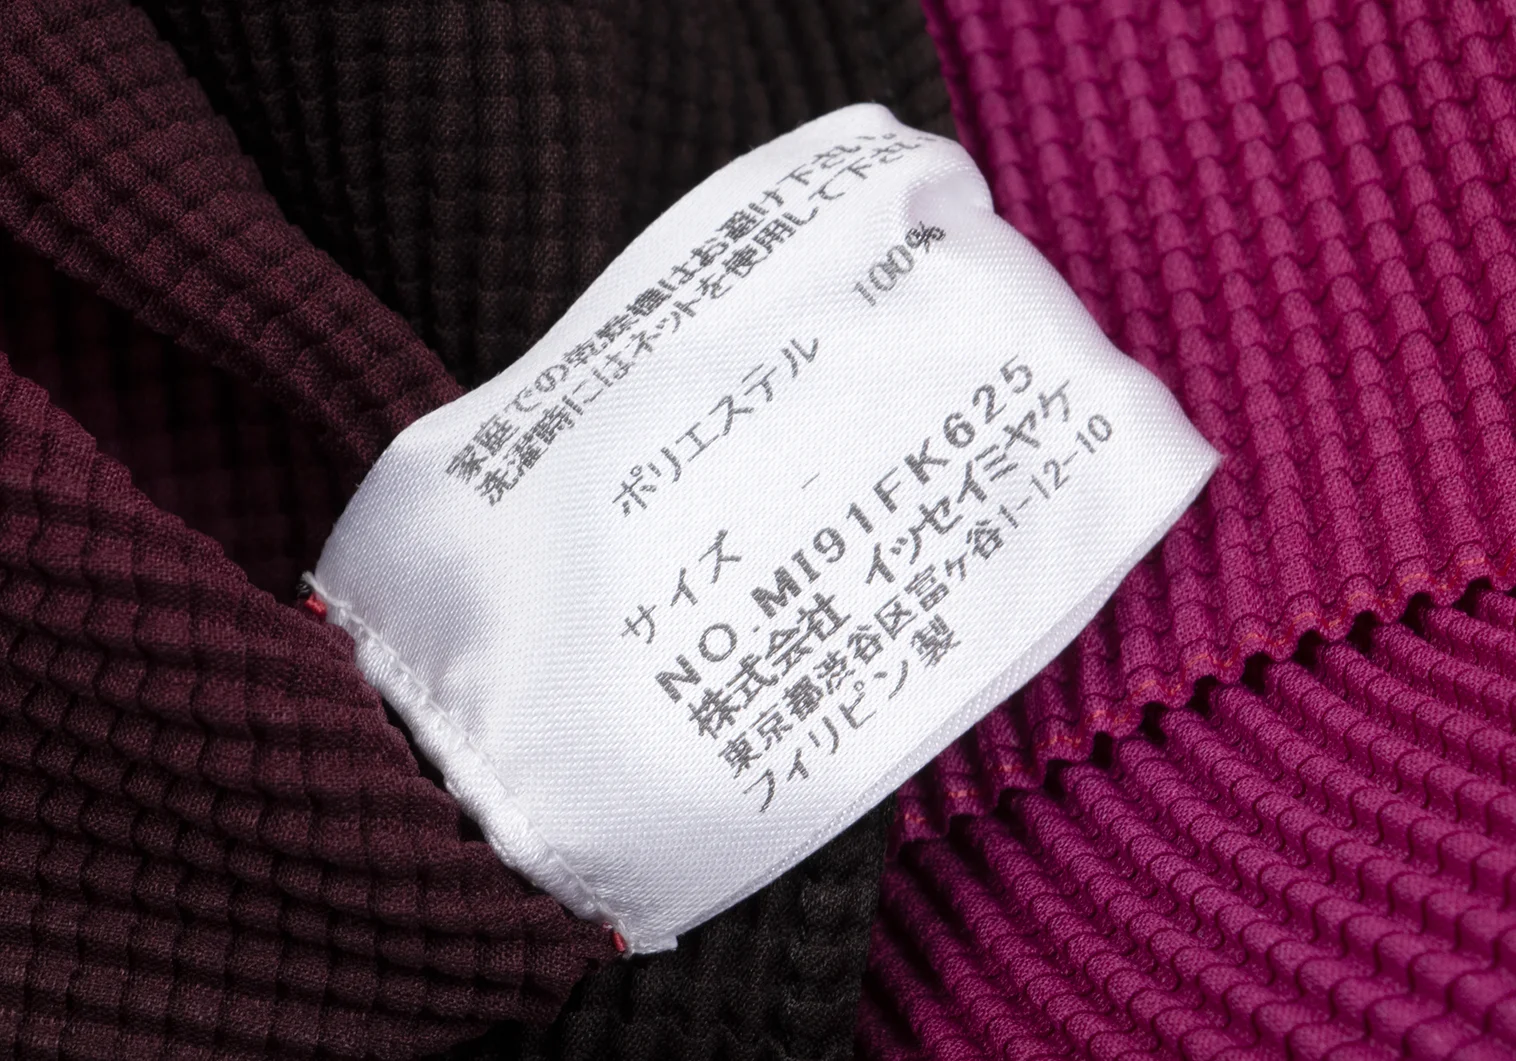 家庭での乾燥機はお避け下さい。
洗濯時にはネットを使用して下さい。
ポリエステル 100%
-
サイズ
NO.MI91FK625
株式会社 イッセイミヤケ
東京都渋谷区富ヶ谷1-12-10
フィリピン製